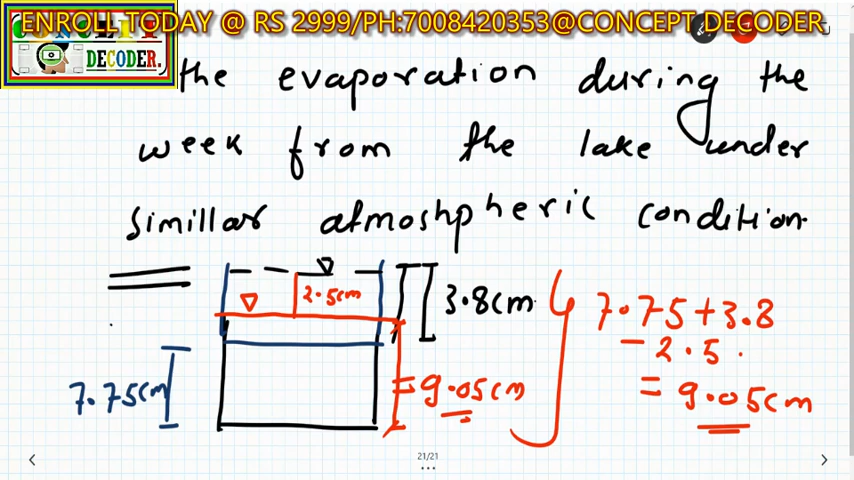 ENROLL TODAY @ RS 2999/PH:7008420353@CONCEPT DECODER
DECODER.
the evaporation during the
week from the lake under
Simillar atmoshpheric condition.
2.5cm
3.8cm
7.75+3.8
-2.5
7.75cm
=9.05cm
=9.05cm
21/21